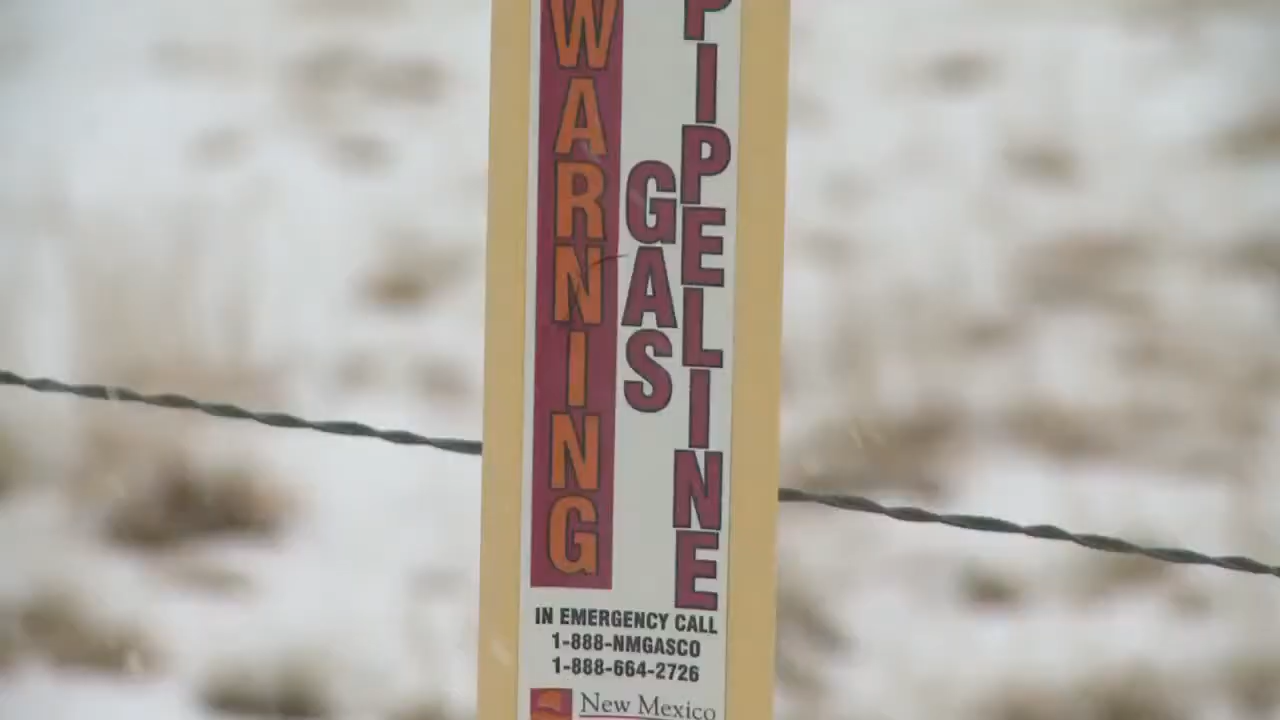 WARNING
GAS
PIPELINE
IN EMERGENCY CALL
1-888-NMGASCO
1-888-664-2726
New Mexico